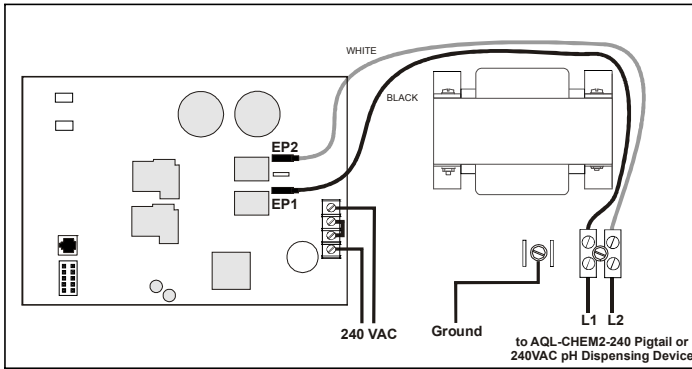 WHITE
BLACK
EP2
EP1
240 VAC
Ground
L1 L2
to AQL-CHEM2-240 Pigtail or
240VAC pH Dispensing Device